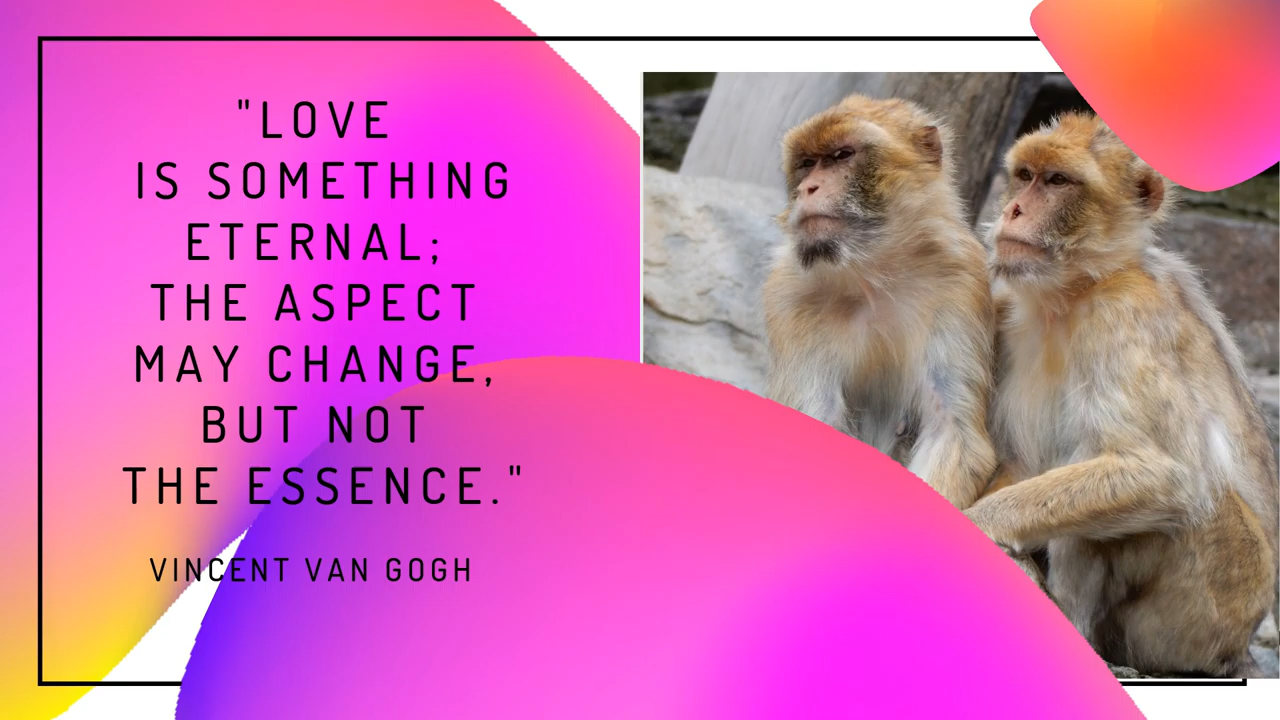 "LOVE
IS SOMETHING
ETERNAL;
THE ASPECT
MAY CHANGE,
BUT NOT
THE ESSENCE."
VINCENT VAN GOGH